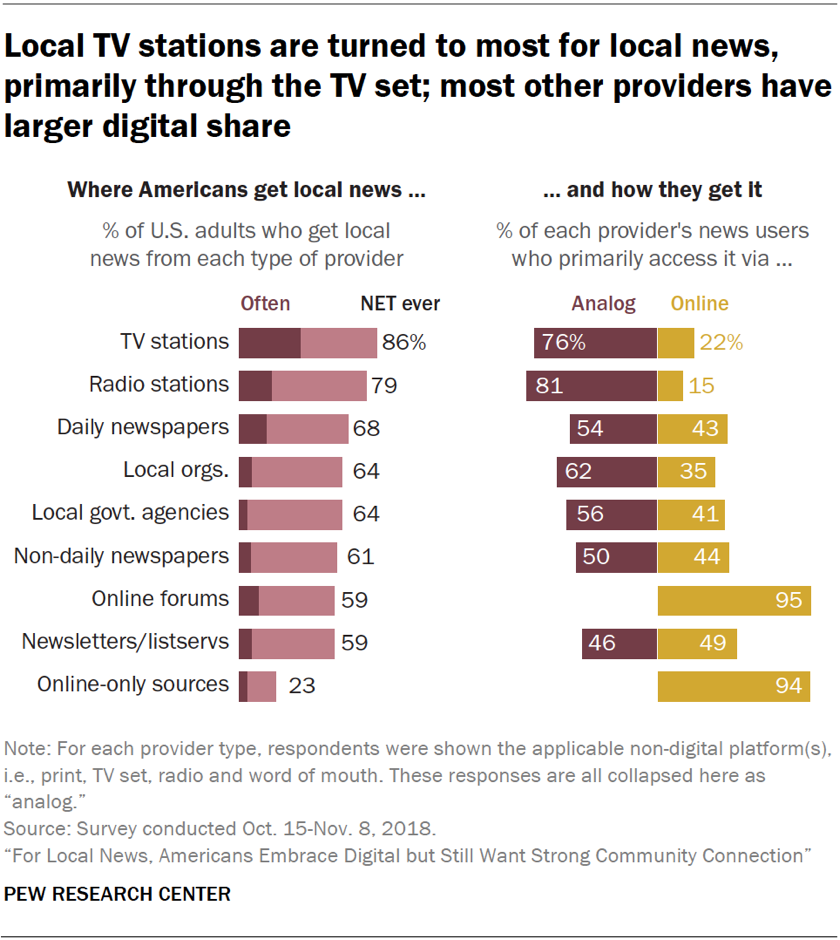 Local TV stations are turned to most for local news,
primarily through the TV set; most other providers have
larger digital share
Where Americans get local news ...
% of U.S. adults who get local
news from each type of provider
... and how they get It
% of each provider's news users
who primarily access it via ...
Often NET ever Analog Online
TV stations 86% 76% 22%
Radio stations 79 81 15
Daily newspapers 68 54 43
Local orgs. 64 62 35
Local govt. agencies 64 56 41
Non-daily newspapers 61 50 44
Online forums 59 95
Newsletters/listservs 59 46 49
Online-only sources 23 94
Note: For each provider type, respondents were shown the applicable non-digital platform(s),
i.e., print, TV set, radio and word of mouth. These responses are all collapsed here as
“analog.”
Source: Survey conducted Oct. 15-Nov. 8, 2018.
“For Local News, Americans Embrace Digital but Still Want Strong Community Connection”
PEW RESEARCH CENTER